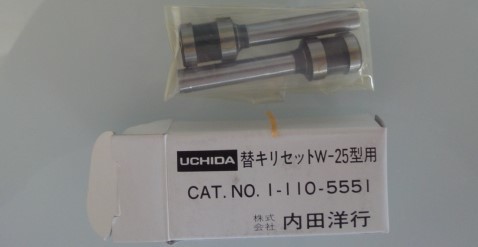 UCHIDA 替キリセットW-25型用
CAT.NO. 1-110-5551
株式会社 内田洋行